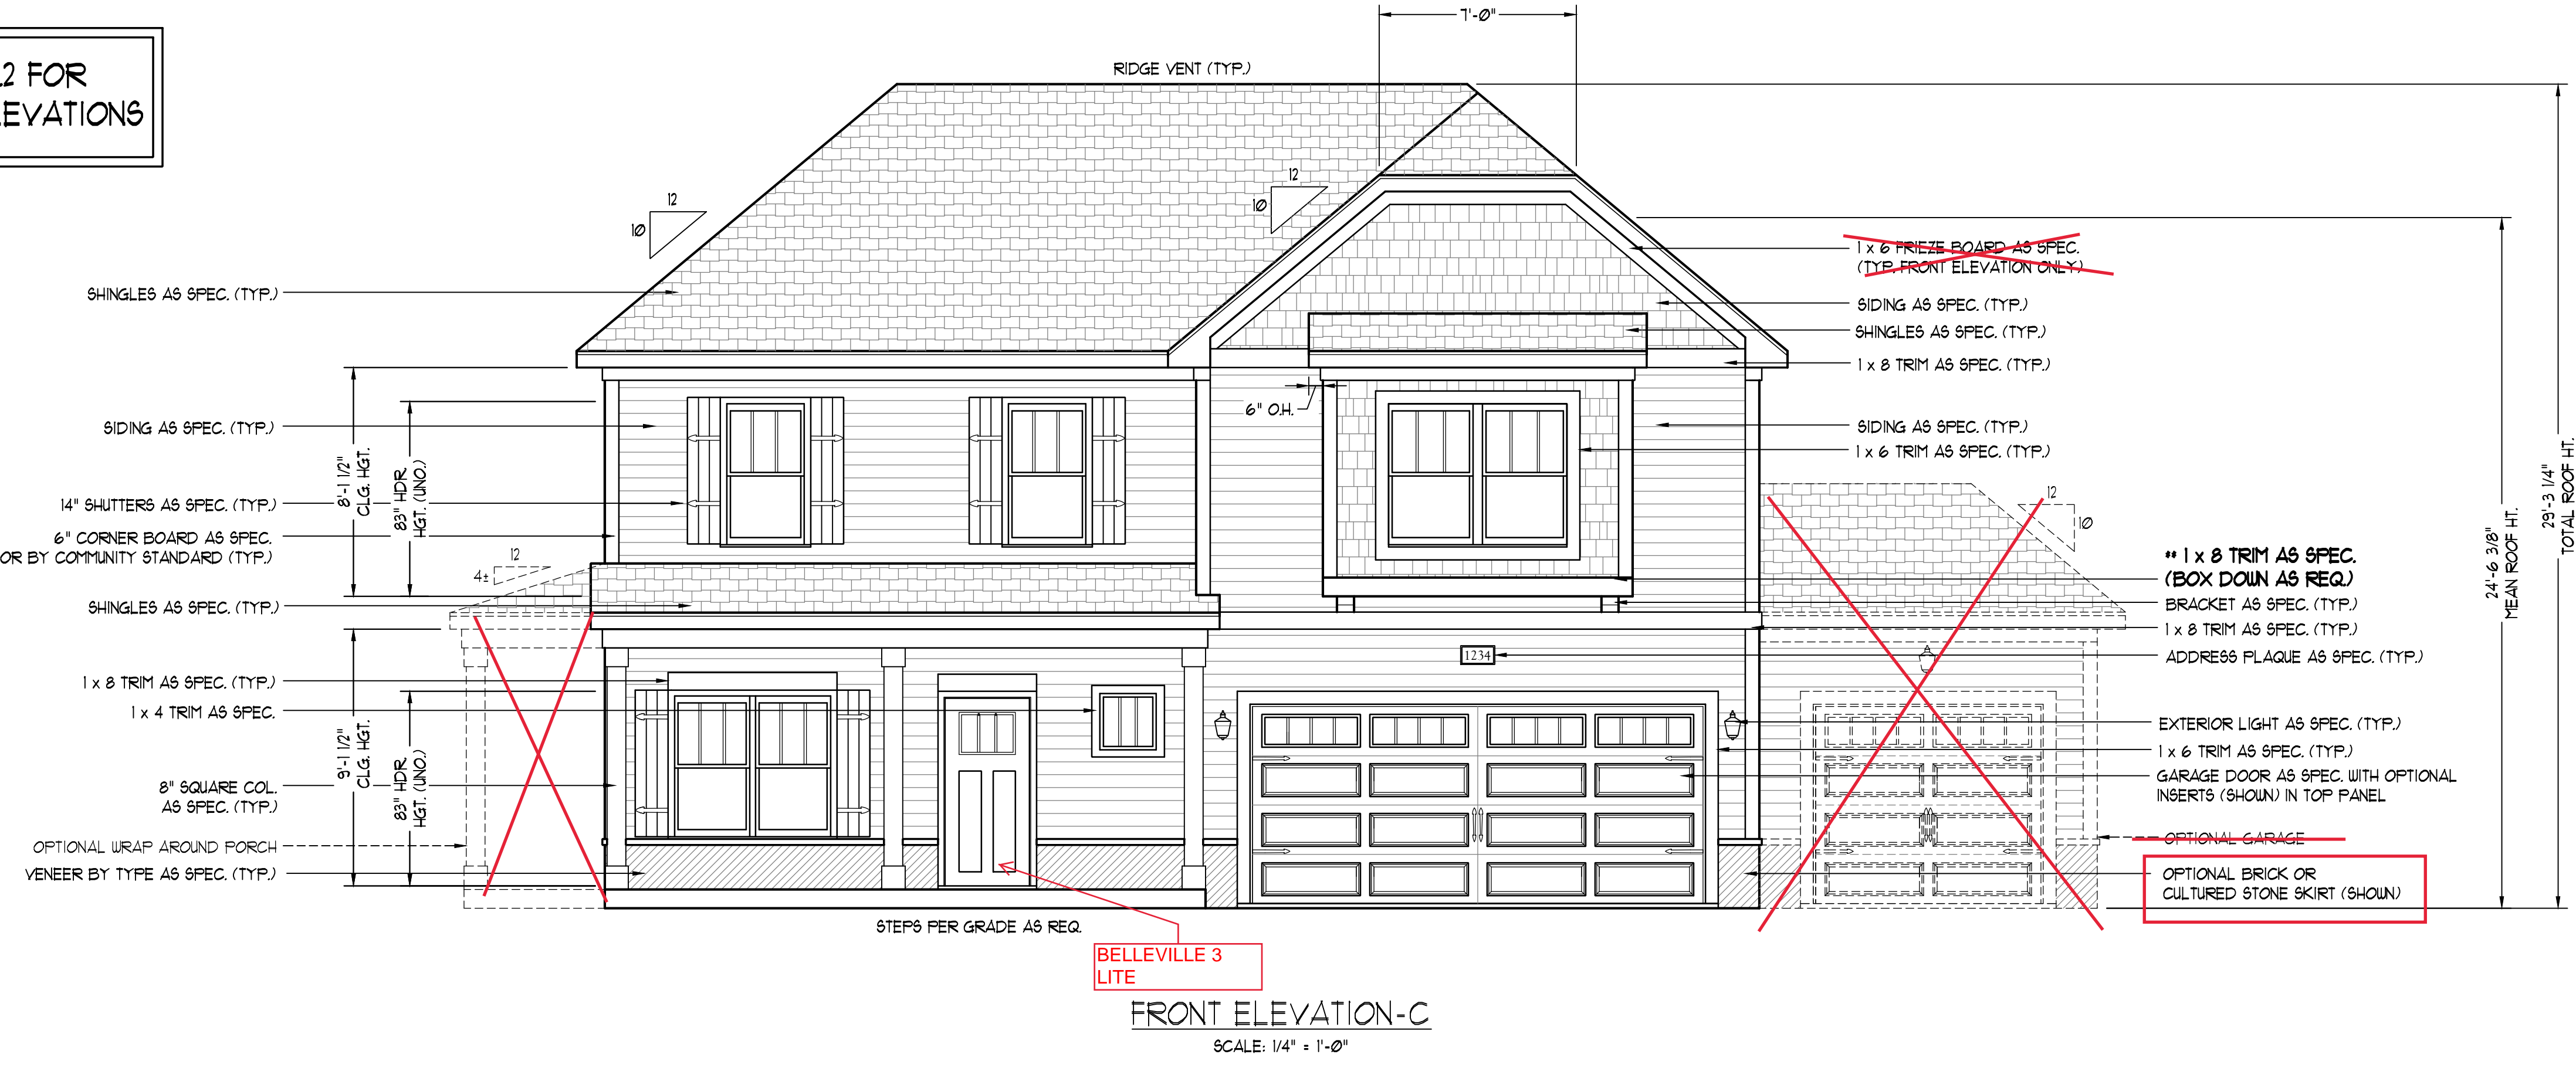 .2 FOR
LEVATIONS
7'-0"
RIDGE VENT (TYP.)
12
10
12
10
SHINGLES AS SPEC. (TYP.)
SIDING AS SPEC. (TYP.)
14" SHUTTERS AS SPEC. (TYP.)
6" CORNER BOARD AS SPEC.
OR BY COMMUNITY STANDARD (TYP.)
12
4±
SHINGLES AS SPEC. (TYP.)
1 x 8 TRIM AS SPEC. (TYP.)
1 x 4 TRIM AS SPEC.
8" SQUARE COL.
AS SPEC. (TYP.)
OPTIONAL WRAP AROUND PORCH
VENEER BY TYPE AS SPEC. (TYP.)
8'-1 1/2"
CLG. HGT.
83" HDR
HGT. (UNO.)
9'-1 1/2"
CLG. HGT.
83" HDR
HGT. (UNO.)
6" O.H.
1234
1 x 6 FRIEZE BOARD AS SPEC.
(TYP. FRONT ELEVATION ONLY)
SIDING AS SPEC. (TYP.)
SHINGLES AS SPEC. (TYP.)
1 x 8 TRIM AS SPEC. (TYP.)
SIDING AS SPEC. (TYP.)
1 x 6 TRIM AS SPEC. (TYP.)
12
10
** 1 x 8 TRIM AS SPEC.
(BOX DOWN AS REQ.)
BRACKET AS SPEC. (TYP.)
1 x 8 TRIM AS SPEC. (TYP.)
ADDRESS PLAQUE AS SPEC. (TYP.)
EXTERIOR LIGHT AS SPEC. (TYP.)
1 x 6 TRIM AS SPEC. (TYP.)
GARAGE DOOR AS SPEC. WITH OPTIONAL
INSERTS (SHOWN) IN TOP PANEL
OPTIONAL GARAGE
OPTIONAL BRICK OR
CULTURED STONE SKIRT (SHOWN)
24'-6 3/8"
MEAN ROOF HT.
29'-3 1/4"
TOTAL ROOF HT.
STEPS PER GRADE AS REQ.
BELLEVILLE 3
LITE
FRONT ELEVATION-C
SCALE: 1/4" = 1'-0"